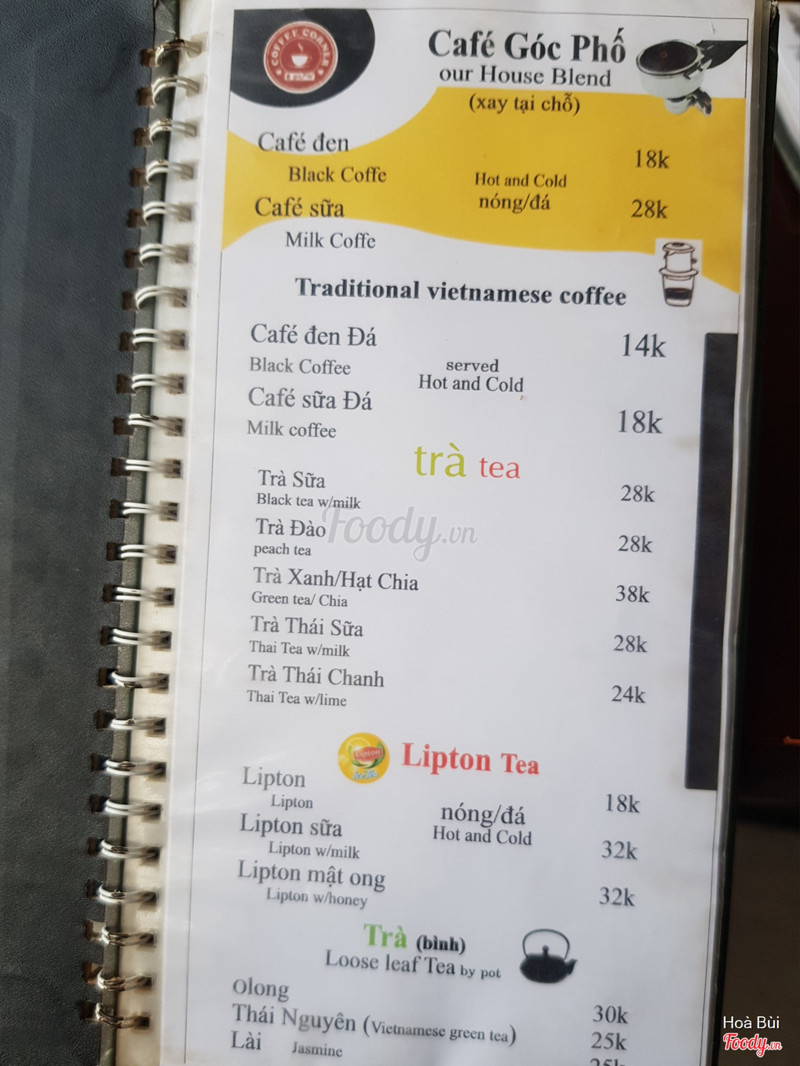 COFFEE CORNER
Café Góc Phố
our House Blend
(xay tại chỗ)
Café đen 18k
Black Coffe
Hot and Cold
nóng/đá
Café sữa 28k
Milk Coffe
Traditional vietnamese coffee
Café đen Đá 14k
Black Coffee
served
Hot and Cold
Café sữa Đá 18k
Milk coffee
trà tea
Trà Sữa 28k
Black tea w/milk
Trà Đào 28k
peach tea
Trà Xanh/Hạt Chia 38k
Green tea/ Chia
Trà Thái Sữa 28k
Thai Tea w/milk
Trà Thái Chanh 24k
Thai Tea w/lime
Foody.vn
Lipton
Lipton Tea
Lipton 18k
Lipton
nóng/đá
Hot and Cold
Lipton sữa 32k
Lipton w/milk
Lipton mật ong 32k
Lipton w/honey
Trà (bình)
Loose leaf Tea by pot
Olong 30k
Thái Nguyên (Vietnamese green tea) 25k
Lài Jasmine
Hoà Bùi
Foody.vn